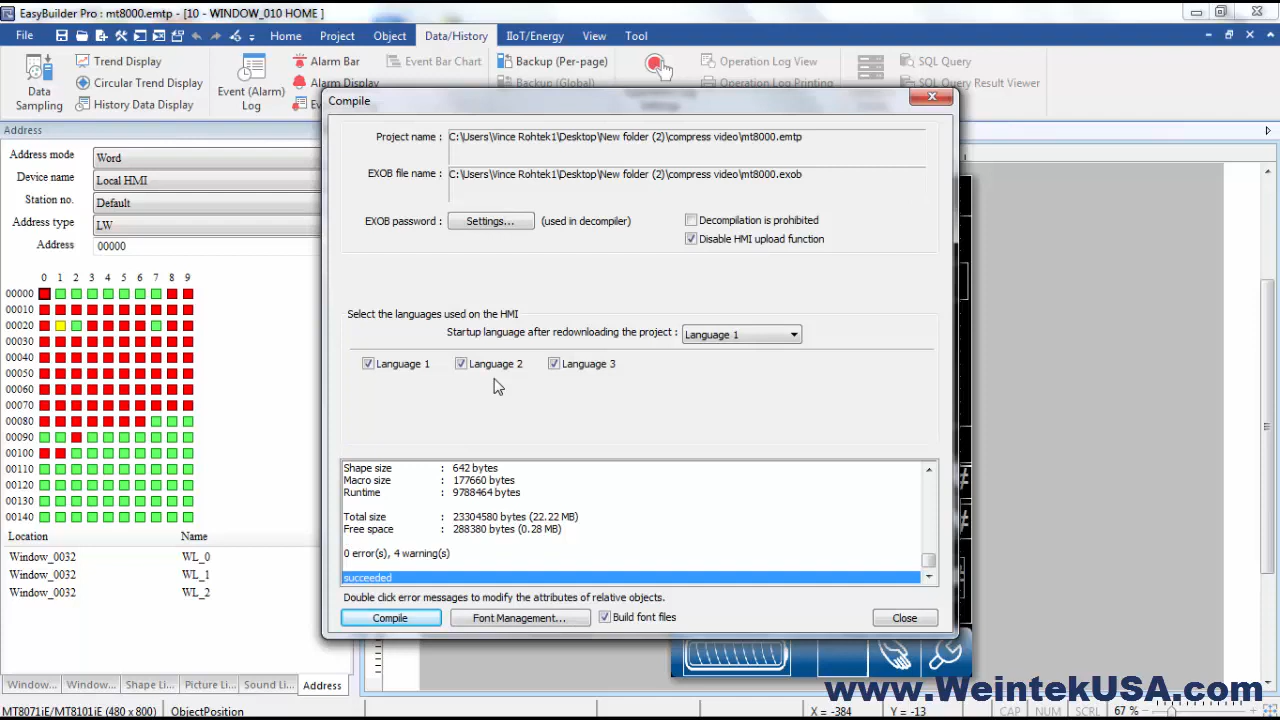 EasyBuilder Pro : mt8000.emtp - [10 - WINDOW_010 HOME ]
File Home Project Object Data/History IIoT/Energy View Tool
Trend Display Alarm Bar Event Bar Chart Backup (Per-page) Operation Log View SQL Query
Data Sampling Circular Trend Display Event (Alarm) Log Alarm Display Backup (Global) Operation Log Printing SQL Query Result Viewer
History Data Display
Compile
Address
Address mode Word
Device name Local HMI
Station no. Default
Address type LW
Address 00000
0 1 2 3 4 5 6 7 8 9
00000
00010
00020
00030
00040
00050
00060
00070
00080
00090
00100
00110
00120
00130
00140
Location Name
Window_0032 WL_0
Window_0032 WL_1
Window_0032 WL_2
Window... Window... Shape Li... Picture Li... Sound Li... Address
Project name : C:\Users\Vince Rohtek1\Desktop\New folder (2)\compress video\mt8000.emtp
EXOB file name : C:\Users\Vince Rohtek1\Desktop\New folder (2)\compress video\mt8000.exob
EXOB password : Settings... (used in decompiler)
Decompilation is prohibited
Disable HMI upload function
Select the languages used on the HMI
Startup language after redownloading the project : Language 1
Language 1 Language 2 Language 3
Shape size : 642 bytes
Macro size : 177660 bytes
Runtime : 9788464 bytes
Total size : 23304580 bytes (22.22 MB)
Free space : 288380 bytes (0.28 MB)
0 error(s), 4 warning(s)
succeeded
Double click error messages to modify the attributes of relative objects.
Compile Font Management... Build font files Close
# #
www.WeintekUSA.com
MT8071iE/MT8101iE (480 x 800) ObjectPosition X = -384 Y = -13 CAP NUM SCRL 67 %